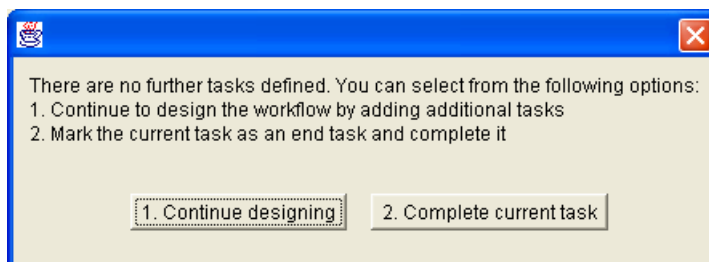 There are no further tasks defined. You can select from the following options:
1. Continue to design the workflow by adding additional tasks
2. Mark the current task as an end task and complete it
1. Continue designing 2. Complete current task